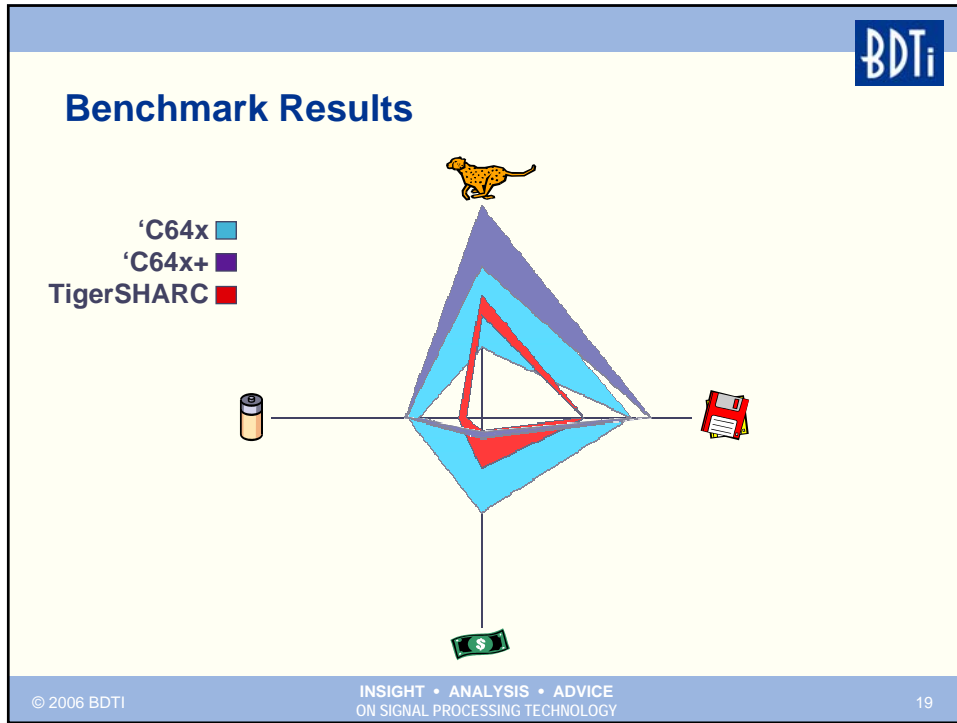 BDTi
Benchmark Results
‘C64x
‘C64x+
TigerSHARC
$
© 2006 BDTI
INSIGHT • ANALYSIS • ADVICE
ON SIGNAL PROCESSING TECHNOLOGY
19